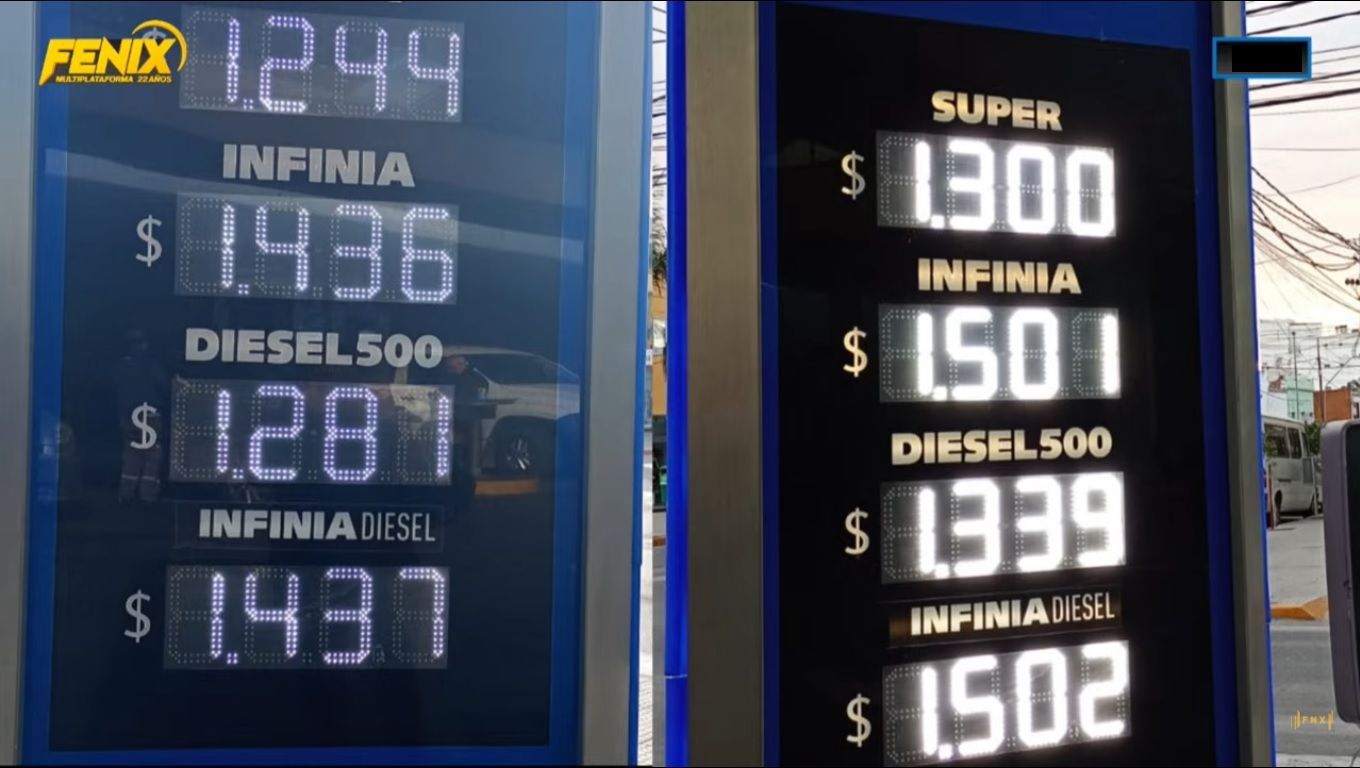 FENIX
MULTIPLATAFORMA 22 AÑOS
1.244
INFINIA
$ 1.436
DIESEL500
$ 1.281
INFINIA DIESEL
$ 1.437
SUPER
$ 1.300
INFINIA
$ 1.501
DIESEL500
$ 1.339
INFINIA DIESEL
$ 1.502
FNX